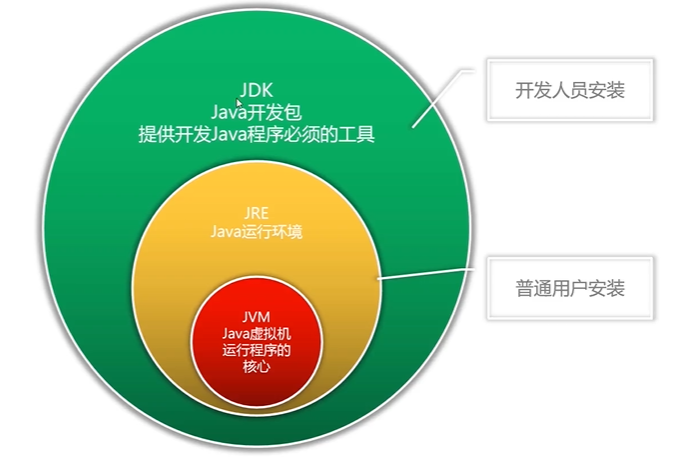 JDK
Java开发包
提供开发Java程序必须的工具
开发人员安装
JRE
Java运行环境
普通用户安装
JVM
Java虚拟机
运行程序的
核心